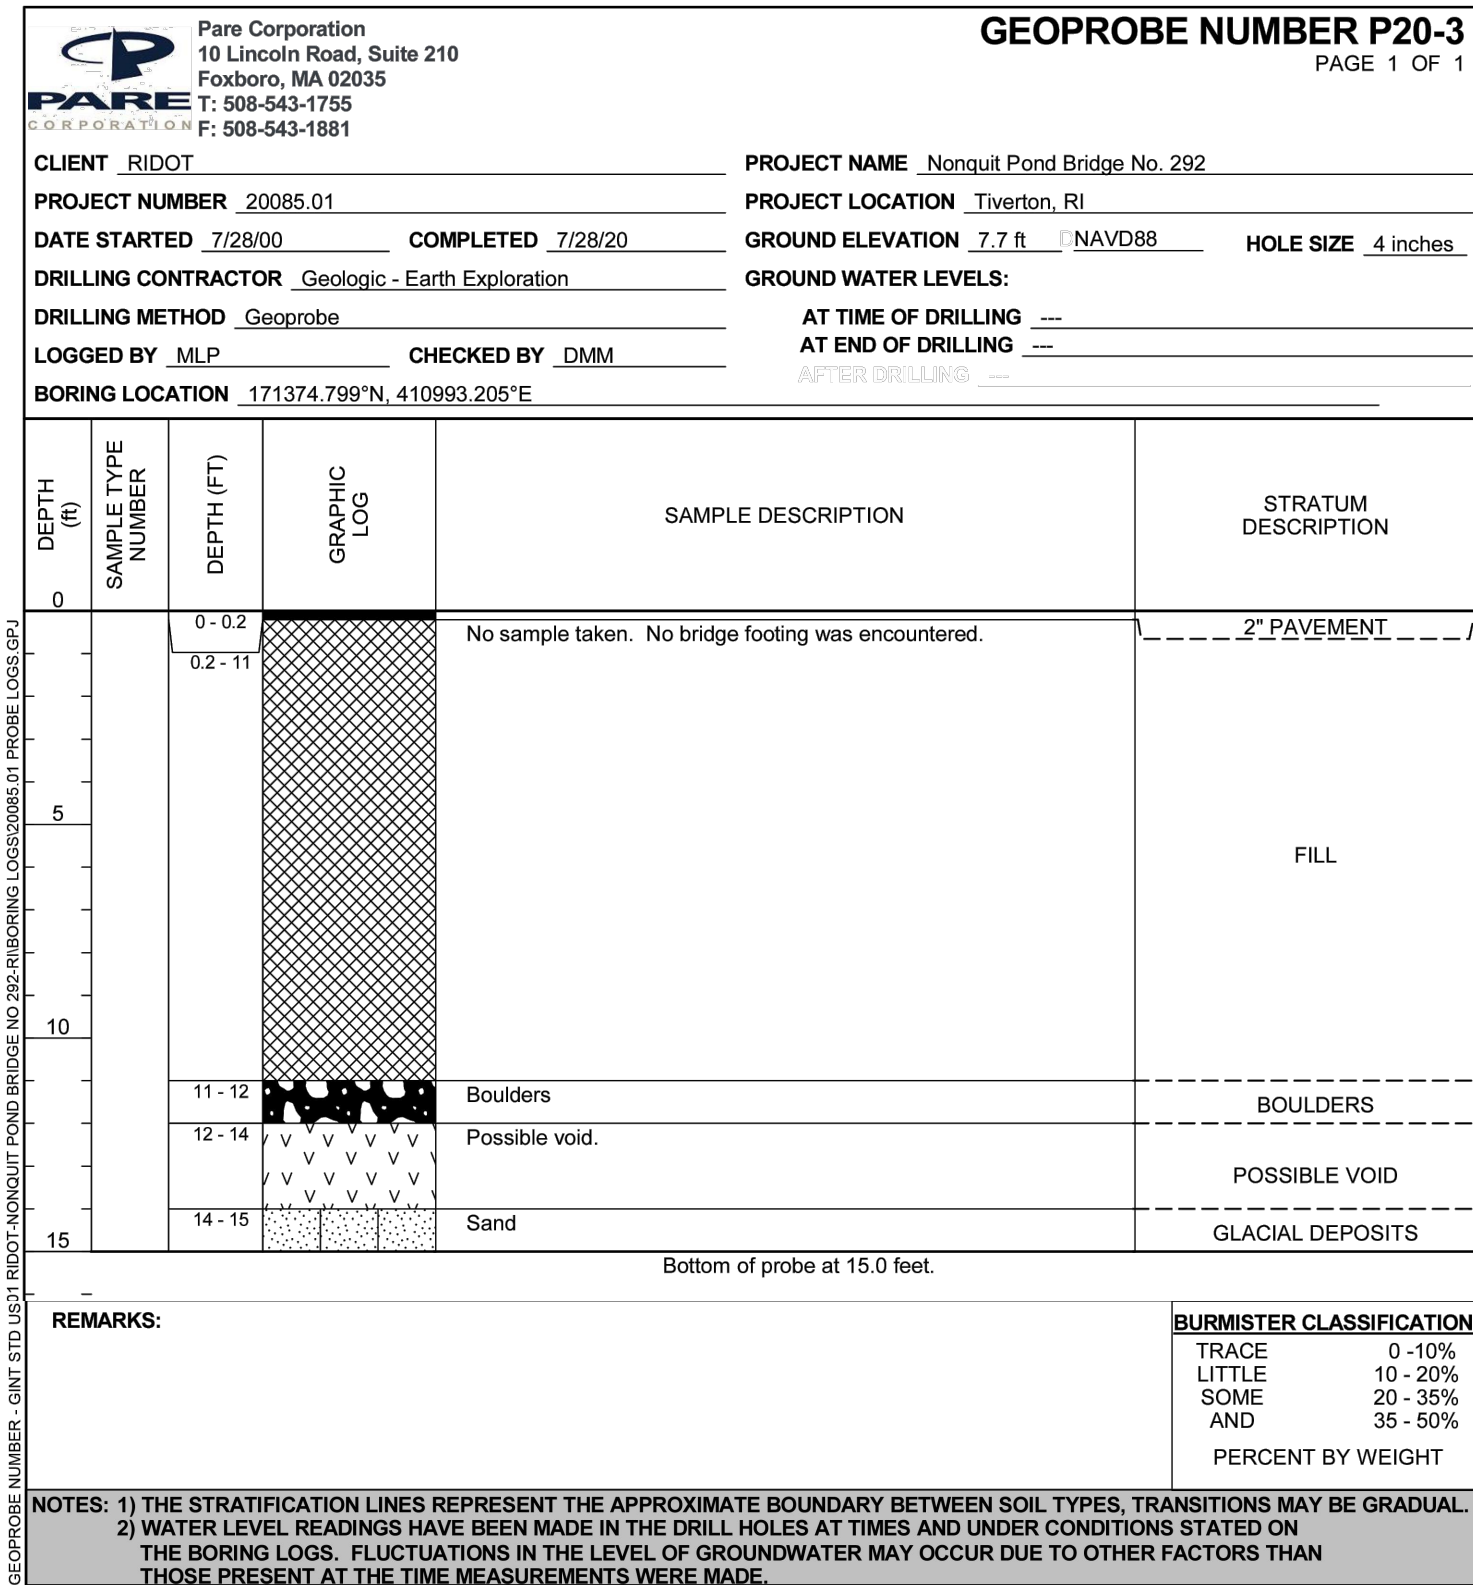 Pare Corporation
10 Lincoln Road, Suite 210
Foxboro, MA 02035
T: 508-543-1755
F: 508-543-1881
PARE
CORPORATION
GEOPROBE NUMBER P20-3
PAGE 1 OF 1
CLIENT RIDOT
PROJECT NAME Nonquit Pond Bridge No. 292
PROJECT NUMBER 20085.01
PROJECT LOCATION Tiverton, RI
DATE STARTED 7/28/00 COMPLETED 7/28/20
GROUND ELEVATION 7.7 ft DNAVD88 HOLE SIZE 4 inches
DRILLING CONTRACTOR Geologic - Earth Exploration
GROUND WATER LEVELS:
DRILLING METHOD Geoprobe
AT TIME OF DRILLING ---
LOGGED BY MLP CHECKED BY DMM
AT END OF DRILLING ---
AFTER DRILLING ---
BORING LOCATION 171374.799°N, 410993.205°E
DEPTH
(ft)
SAMPLE TYPE
NUMBER
DEPTH (FT)
GRAPHIC
LOG
SAMPLE DESCRIPTION
STRATUM
DESCRIPTION
0
0 - 0.2
2" PAVEMENT
No sample taken. No bridge footing was encountered.
0.2 - 11
5
FILL
10
11 - 12
Boulders
BOULDERS
12 - 14
Possible void.
POSSIBLE VOID
14 - 15
Sand
GLACIAL DEPOSITS
15
Bottom of probe at 15.0 feet.
REMARKS:
BURMISTER CLASSIFICATION
TRACE 0 -10%
LITTLE 10 - 20%
SOME 20 - 35%
AND 35 - 50%
PERCENT BY WEIGHT
NOTES: 1) THE STRATIFICATION LINES REPRESENT THE APPROXIMATE BOUNDARY BETWEEN SOIL TYPES, TRANSITIONS MAY BE GRADUAL.
2) WATER LEVEL READINGS HAVE BEEN MADE IN THE DRILL HOLES AT TIMES AND UNDER CONDITIONS STATED ON
THE BORING LOGS. FLUCTUATIONS IN THE LEVEL OF GROUNDWATER MAY OCCUR DUE TO OTHER FACTORS THAN
THOSE PRESENT AT THE TIME MEASUREMENTS WERE MADE.
GEOPROBE NUMBER - GINT STD US01 RIDOT-NONQUIT POND BRIDGE NO 292-RI\BORING LOGS\20085.01 PROBE LOGS.GPJ